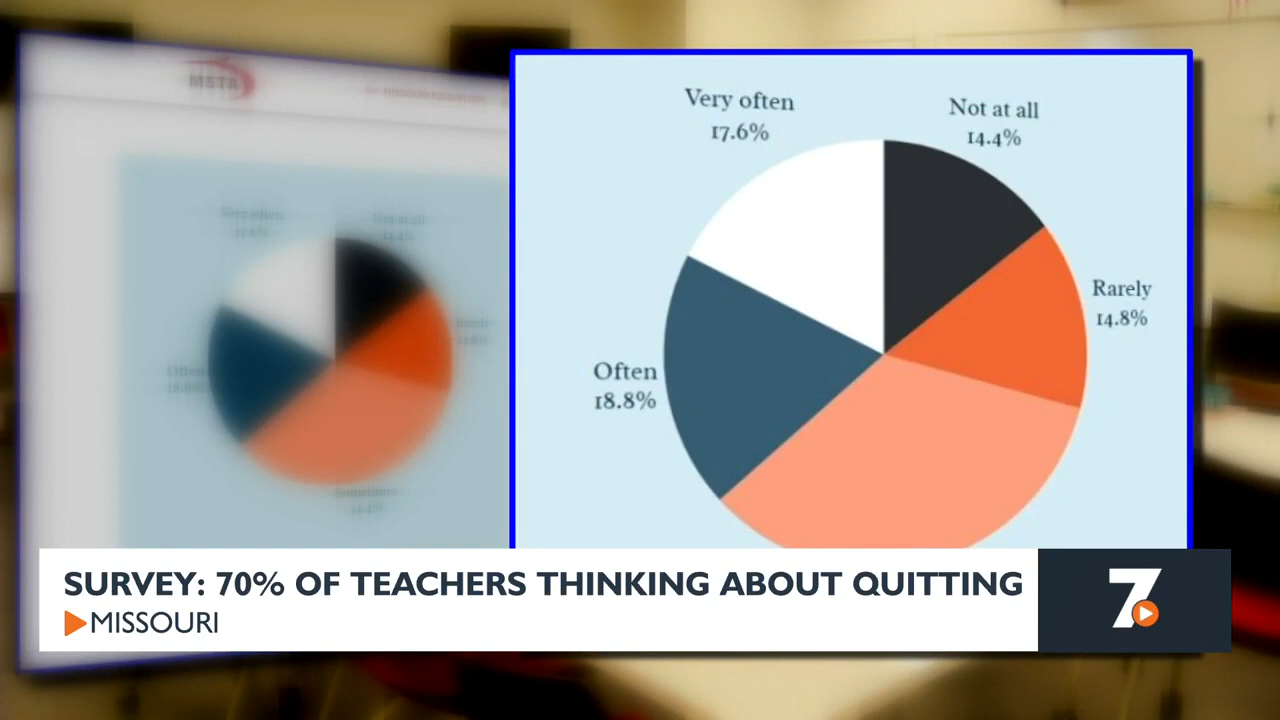 MSTA
Very often
17.6%
Not at all
14.4%
Rarely
14.8%
Often
18.8%
SURVEY: 70% OF TEACHERS THINKING ABOUT QUITTING
MISSOURI
7